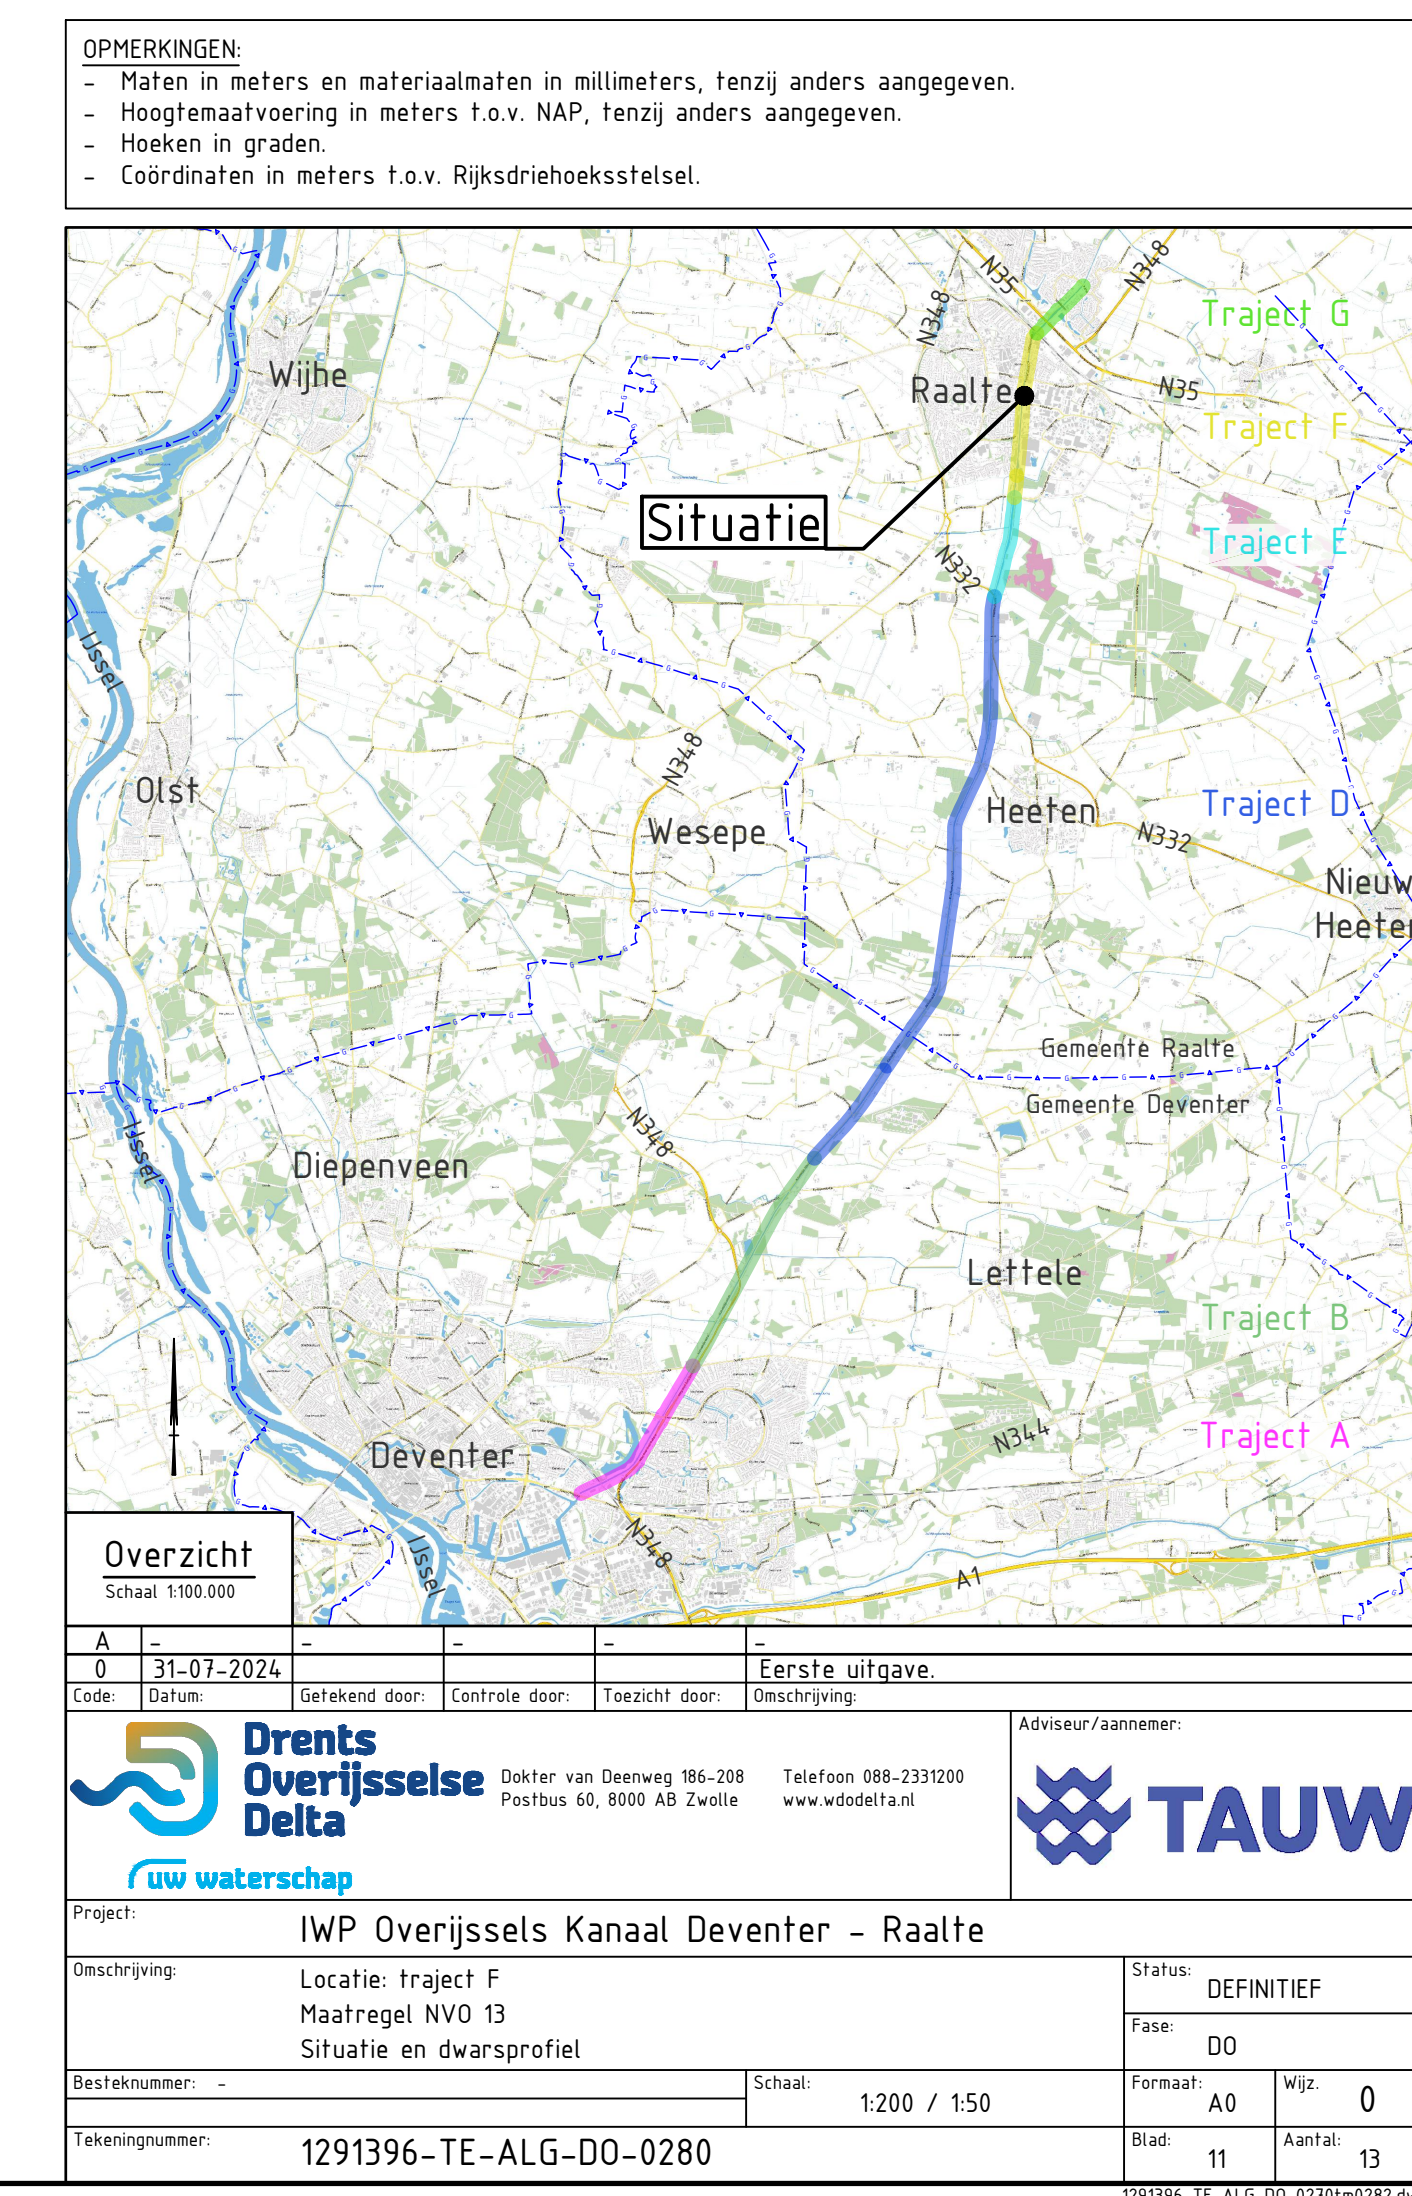 OPMERKINGEN:
- Maten in meters en materiaalmaten in millimeters, tenzij anders aangegeven.
- Hoogtemaatvoering in meters t.o.v. NAP, tenzij anders aangegeven.
- Hoeken in graden.
- Coördinaten in meters t.o.v. Rijksdriehoeksstelsel.
N35
N348
N348
Traject G
Wijhe
Raalte
N35
Traject F
Situatie
Traject E
N332
IJssel
N348
Olst
Heeten
Traject D
Wesepe
N332
Nieuw
Gemeente Raalte
Gemeente Deventer
N348
IJssel
Diepenveen
Lettele
Traject B
Traject A
N344
Deventer
N348
IJssel
A1
Overzicht
Schaal 1:100.000
A - - - - -
0 31-07-2024 Eerste uitgave.
Code: Datum: Getekend door: Controle door: Toezicht door: Omschrijving:
Drents
Overijsselse
Delta
uw waterschap
Dokter van Deenweg 186-208
Postbus 60, 8000 AB Zwolle
Telefoon 088-2331200
www.wdodelta.nl
Adviseur/aannemer:
TAUW
Project: IWP Overijssels Kanaal Deventer - Raalte
Omschrijving: Locatie: traject F
Maatregel NVO 13
Situatie en dwarsprofiel
Status: DEFINITIEF
Fase: DO
Besteknummer: -
Schaal: 1:200 / 1:50
Formaat: A0
Wijz. 0
Tekeningnummer: 1291396-TE-ALG-DO-0280
Blad: 11
Aantal: 13